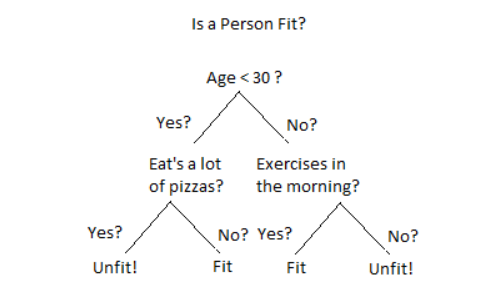 Is a Person Fit?
Age < 30 ?
Yes?
No?
Eat's a lot
of pizzas?
Exercises in
the morning?
Yes?
No?
Yes?
No?
Unfit!
Fit
Fit
Unfit!